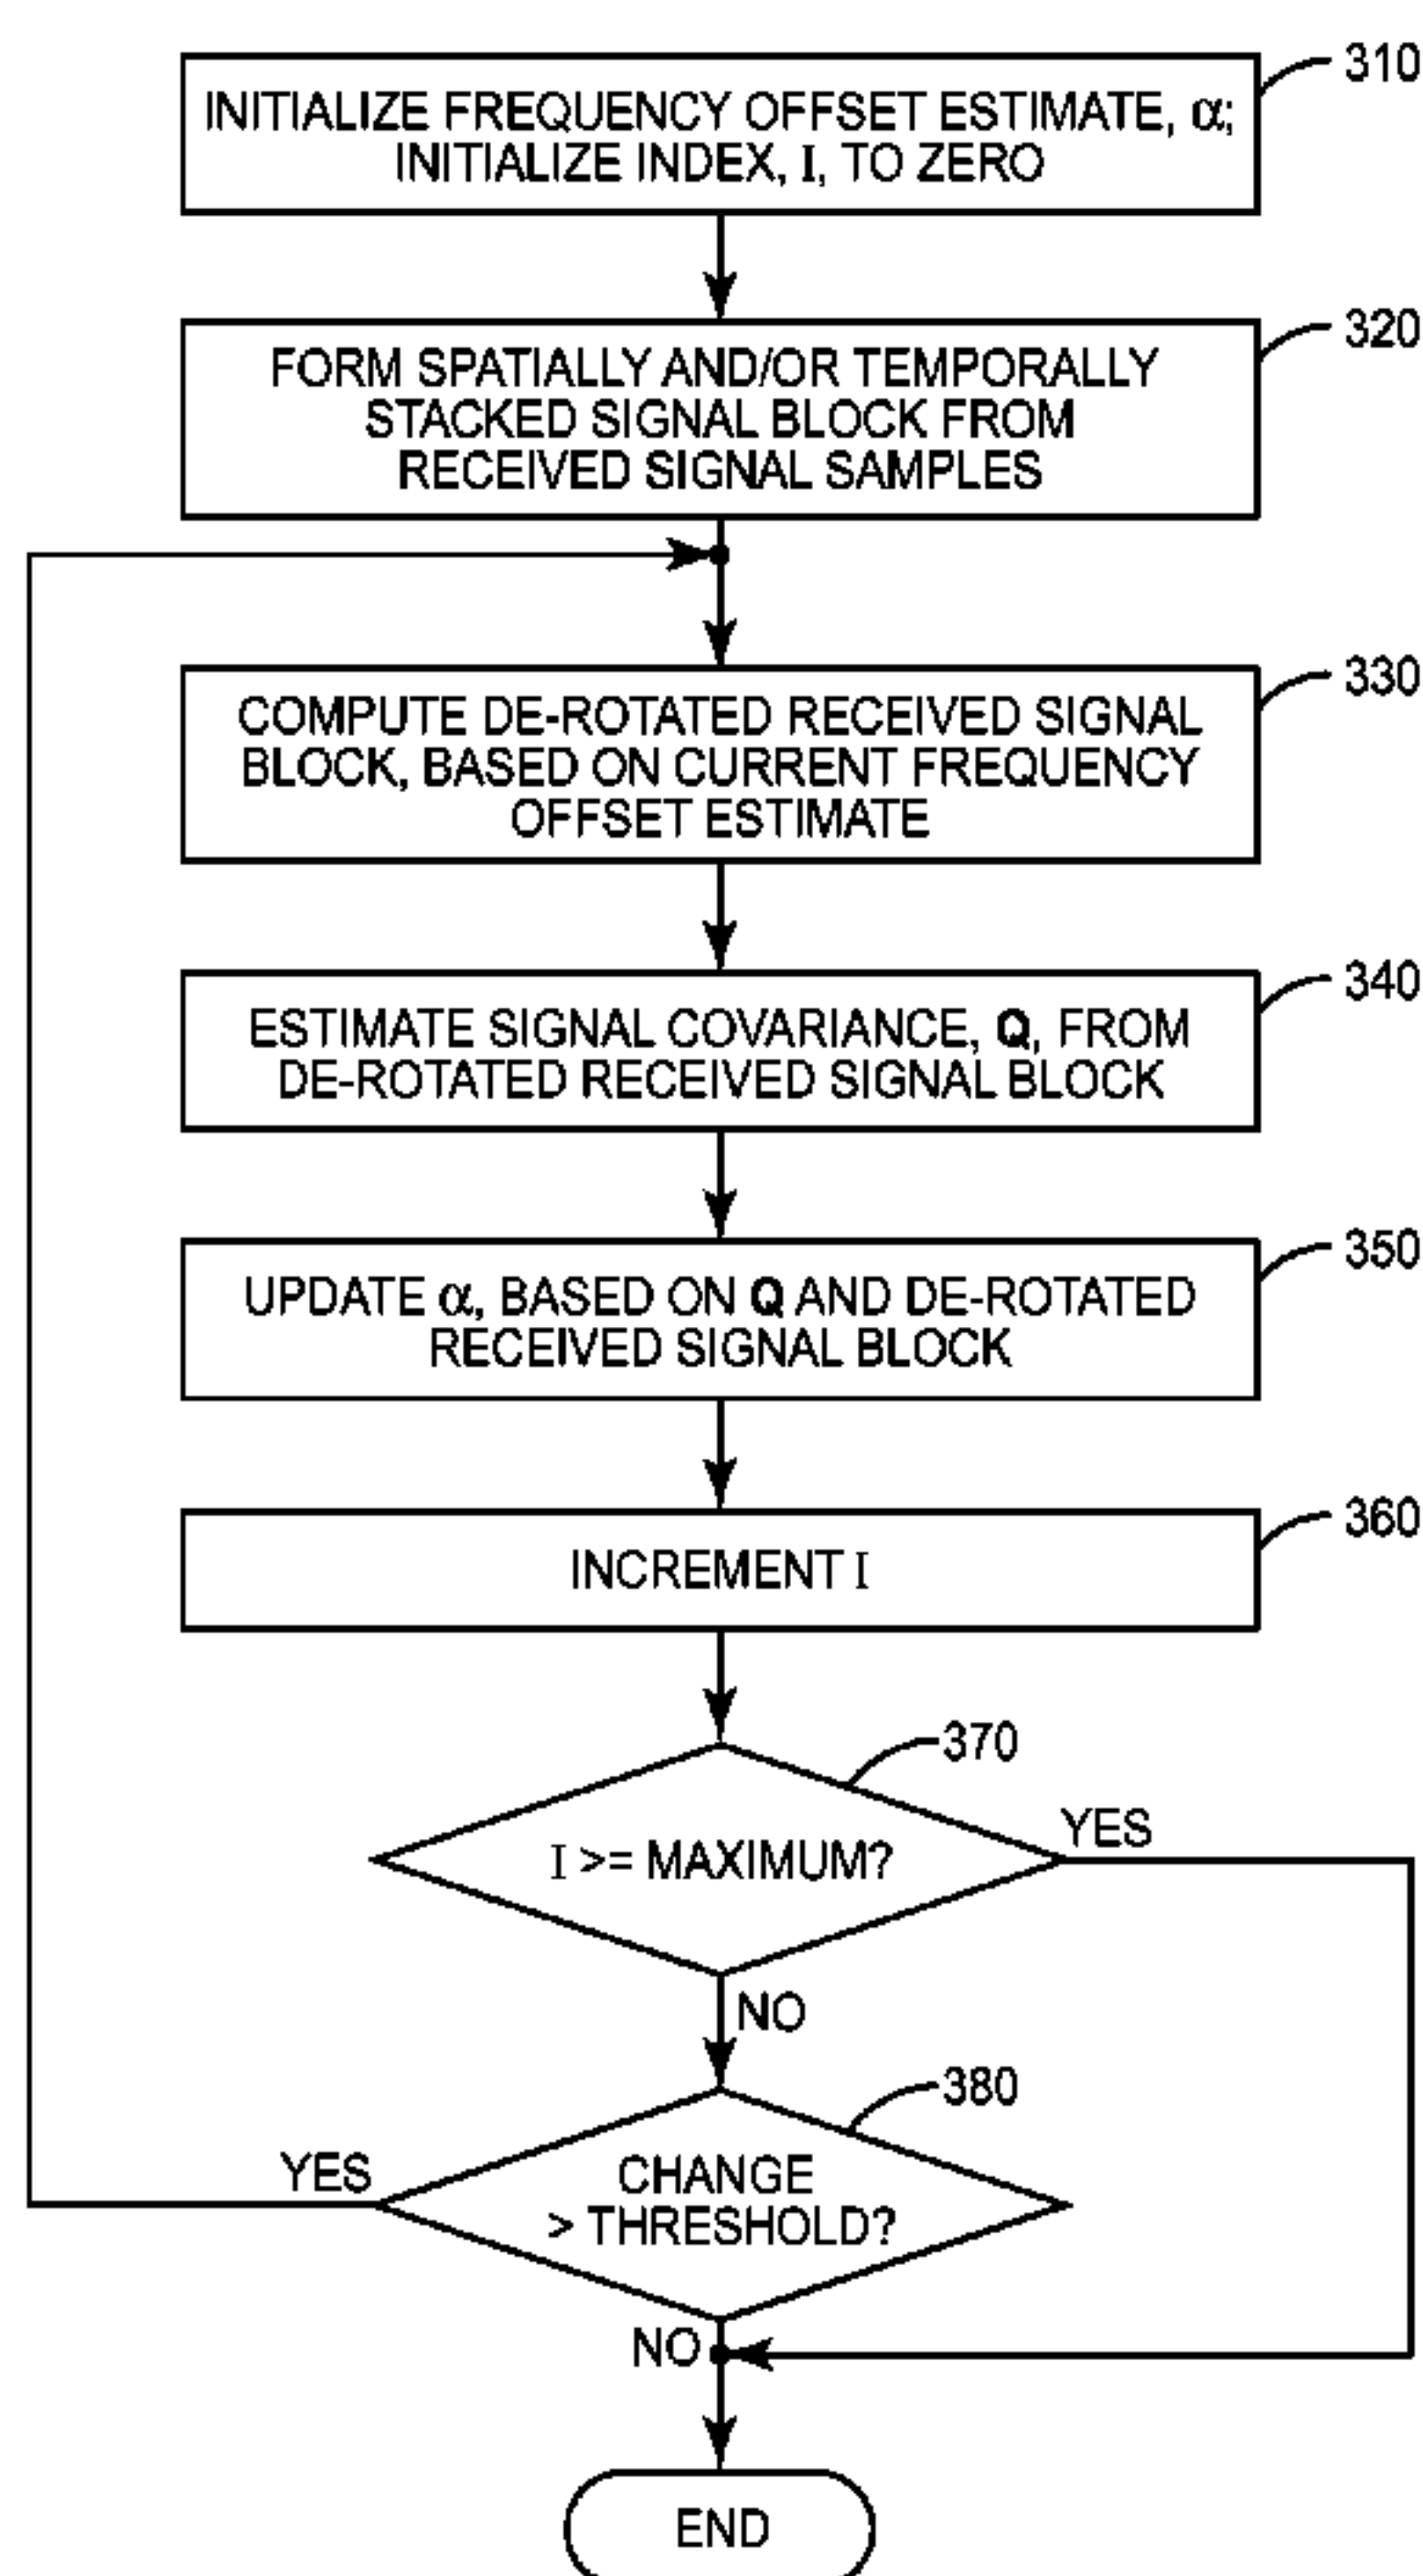 310
INITIALIZE FREQUENCY OFFSET ESTIMATE, α;
INITIALIZE INDEX, I, TO ZERO
320
FORM SPATIALLY AND/OR TEMPORALLY
STACKED SIGNAL BLOCK FROM
RECEIVED SIGNAL SAMPLES
330
COMPUTE DE-ROTATED RECEIVED SIGNAL
BLOCK, BASED ON CURRENT FREQUENCY
OFFSET ESTIMATE
340
ESTIMATE SIGNAL COVARIANCE, Q, FROM
DE-ROTATED RECEIVED SIGNAL BLOCK
350
UPDATE α, BASED ON Q AND DE-ROTATED
RECEIVED SIGNAL BLOCK
360
INCREMENT I
370
YES
I >= MAXIMUM?
NO
380
YES
CHANGE
> THRESHOLD?
NO
END